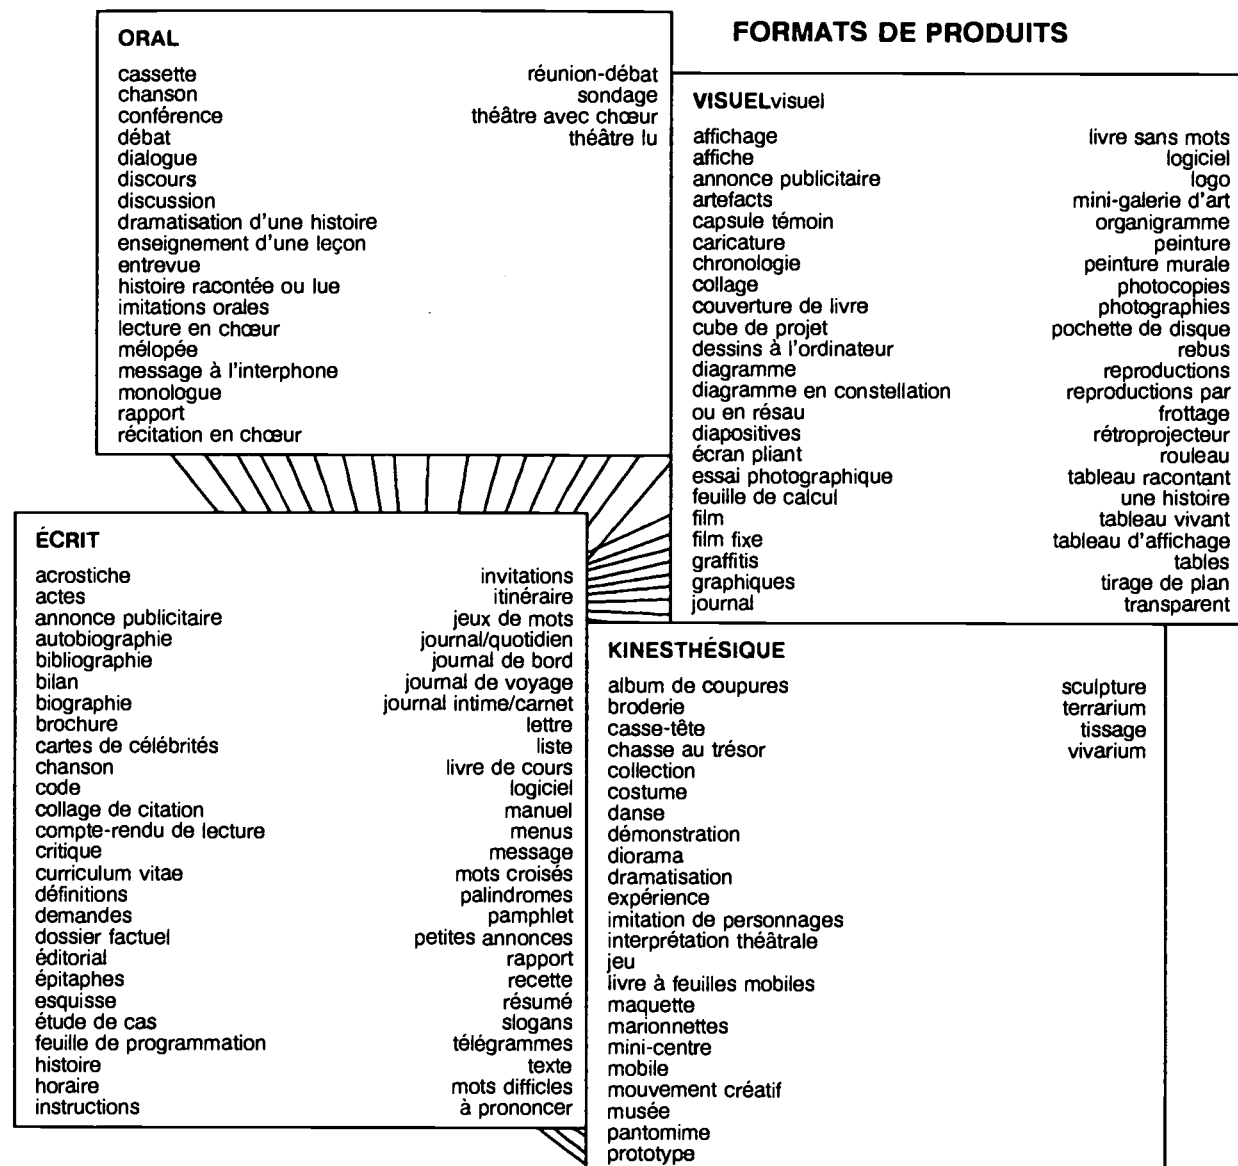 FORMATS DE PRODUITS
ORAL
cassette
chanson
conférence
débat
dialogue
discours
discussion
dramatisation d'une histoire
enseignement d'une leçon
entrevue
histoire racontée ou lue
imitations orales
lecture en chœur
mélopée
message à l'interphone
monologue
rapport
récitation en chœur
réunion-débat
sondage
théâtre avec chœur
théâtre lu
VISUELvisuel
affichage
affiche
annonce publicitaire
artefacts
capsule témoin
caricature
chronologie
collage
couverture de livre
cube de projet
dessins à l'ordinateur
diagramme
diagramme en constellation
ou en résau
diapositives
écran pliant
essai photographique
feuille de calcul
film
film fixe
graffitis
graphiques
journal
livre sans mots
logiciel
logo
mini-galerie d'art
organigramme
peinture
peinture murale
photocopies
photographies
pochette de disque
rebus
reproductions
reproductions par
frottage
rétroprojecteur
rouleau
tableau racontant
une histoire
tableau vivant
tableau d'affichage
tables
tirage de plan
transparent
ÉCRIT
acrostiche
actes
annonce publicitaire
autobiographie
bibliographie
bilan
biographie
brochure
cartes de célébrités
chanson
code
collage de citation
compte-rendu de lecture
critique
curriculum vitae
définitions
demandes
dossier factuel
éditorial
épitaphes
esquisse
étude de cas
feuille de programmation
histoire
horaire
instructions
invitations
itinéraire
jeux de mots
journal/quotidien
journal de bord
journal de voyage
journal intime/carnet
lettre
liste
livre de cours
logiciel
manuel
menus
message
mots croisés
palindromes
pamphlet
petites annonces
rapport
recette
résumé
slogans
télégrammes
texte
mots difficles
à prononcer
KINESTHÉSIQUE
album de coupures
broderie
casse-tête
chasse au trésor
collection
costume
danse
démonstration
diorama
dramatisation
expérience
imitation de personnages
interprétation théâtrale
jeu
livre à feuilles mobiles
maquette
marionnettes
mini-centre
mobile
mouvement créatif
musée
pantomime
prototype
sculpture
terrarium
tissage
vivarium